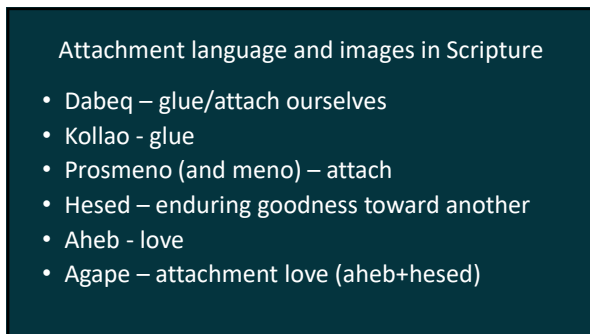 Attachment language and images in Scripture
• Dabeq – glue/attach ourselves
• Kollao - glue
• Prosmeno (and meno) – attach
• Hesed – enduring goodness toward another
• Aheb - love
• Agape – attachment love (aheb+hesed)